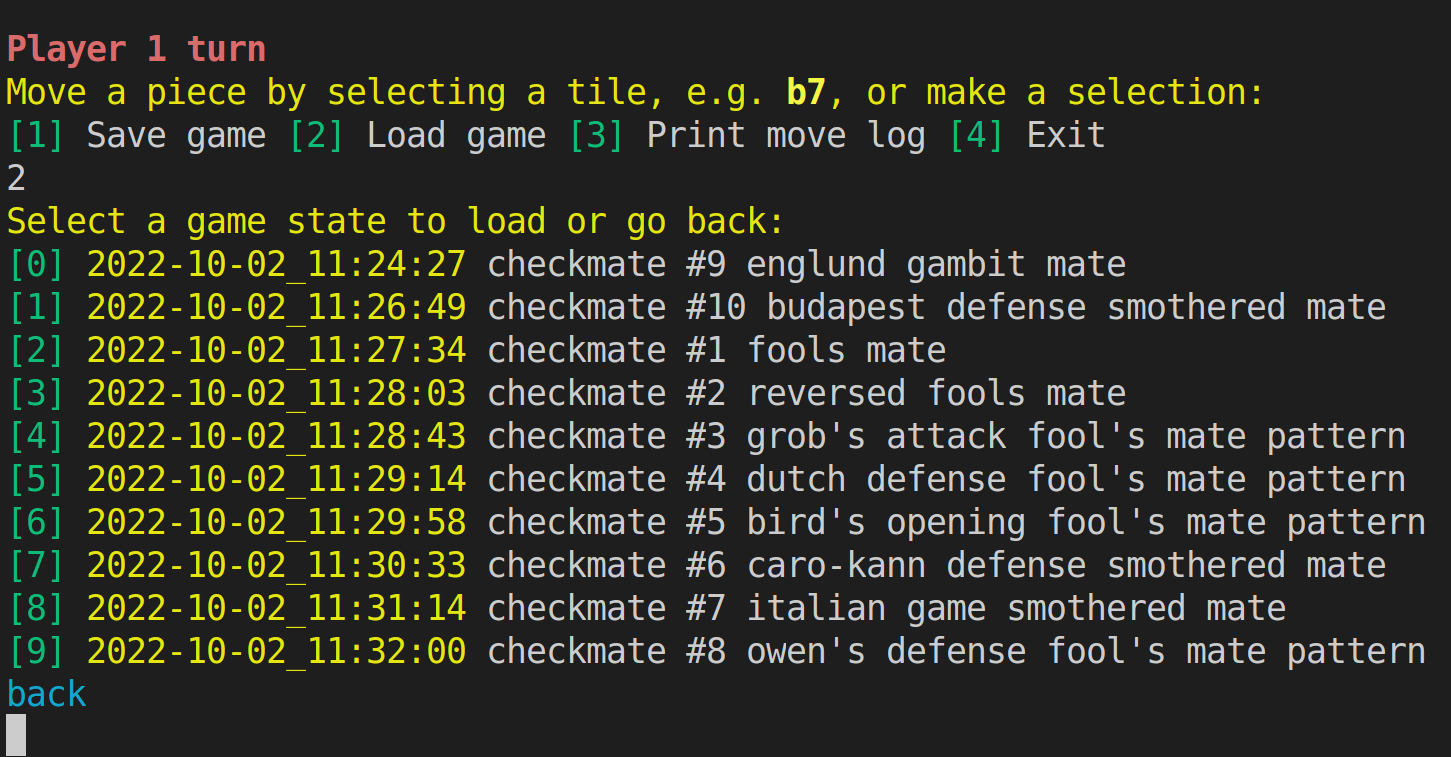 Player 1 turn
Move a piece by selecting a tile, e.g. b7, or make a selection:
[1] Save game [2] Load game [3] Print move log [4] Exit
2
Select a game state to load or go back:
[0] 2022-10-02_11:24:27 checkmate #9 englund gambit mate
[1] 2022-10-02_11:26:49 checkmate #10 budapest defense smothered mate
[2] 2022-10-02_11:27:34 checkmate #1 fools mate
[3] 2022-10-02_11:28:03 checkmate #2 reversed fools mate
[4] 2022-10-02_11:28:43 checkmate #3 grob's attack fool's mate pattern
[5] 2022-10-02_11:29:14 checkmate #4 dutch defense fool's mate pattern
[6] 2022-10-02_11:29:58 checkmate #5 bird's opening fool's mate pattern
[7] 2022-10-02_11:30:33 checkmate #6 caro-kann defense smothered mate
[8] 2022-10-02_11:31:14 checkmate #7 italian game smothered mate
[9] 2022-10-02_11:32:00 checkmate #8 owen's defense fool's mate pattern
back